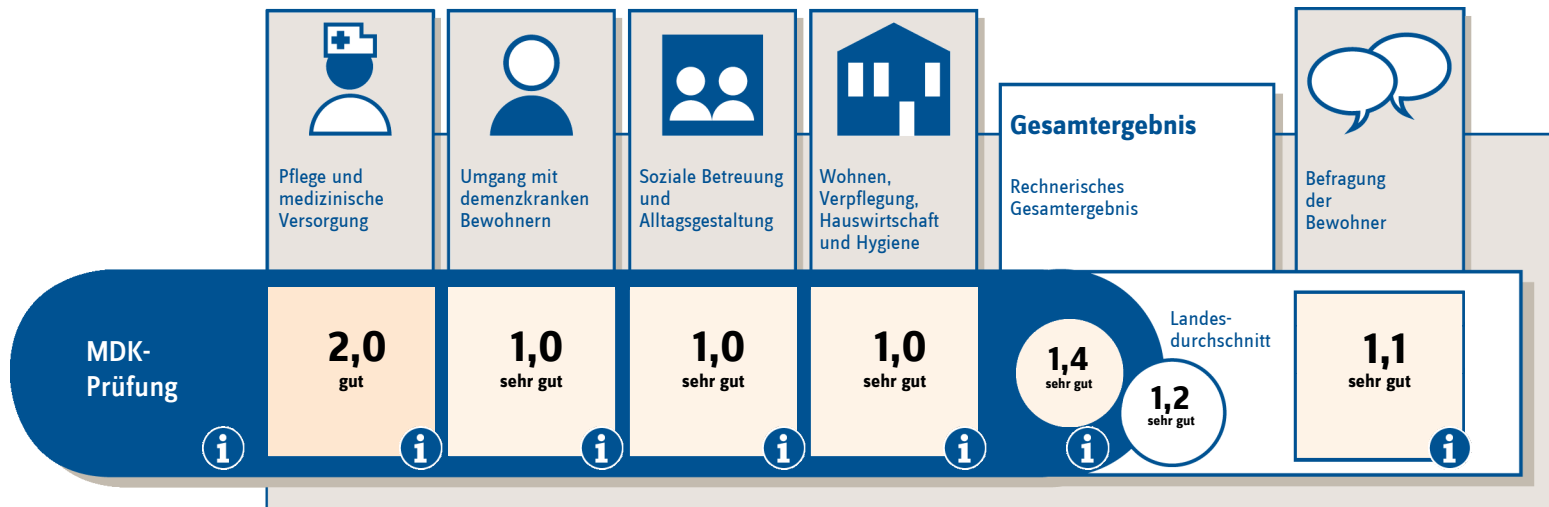 Pflege und
medizinische
Versorgung
Umgang mit
demenzkranken
Bewohnern
Soziale Betreuung
und
Alltagsgestaltung
Wohnen,
Verpflegung,
Hauswirtschaft
und Hygiene
Gesamtergebnis
Rechnerisches
Gesamtergebnis
Befragung
der
Bewohner
MDK-
Prüfung
i
2,0
gut
i
1,0
sehr gut
i
1,0
sehr gut
i
1,0
sehr gut
i
1,4
sehr gut
i
Landes-
durchschnitt
1,2
sehr gut
1,1
sehr gut
i